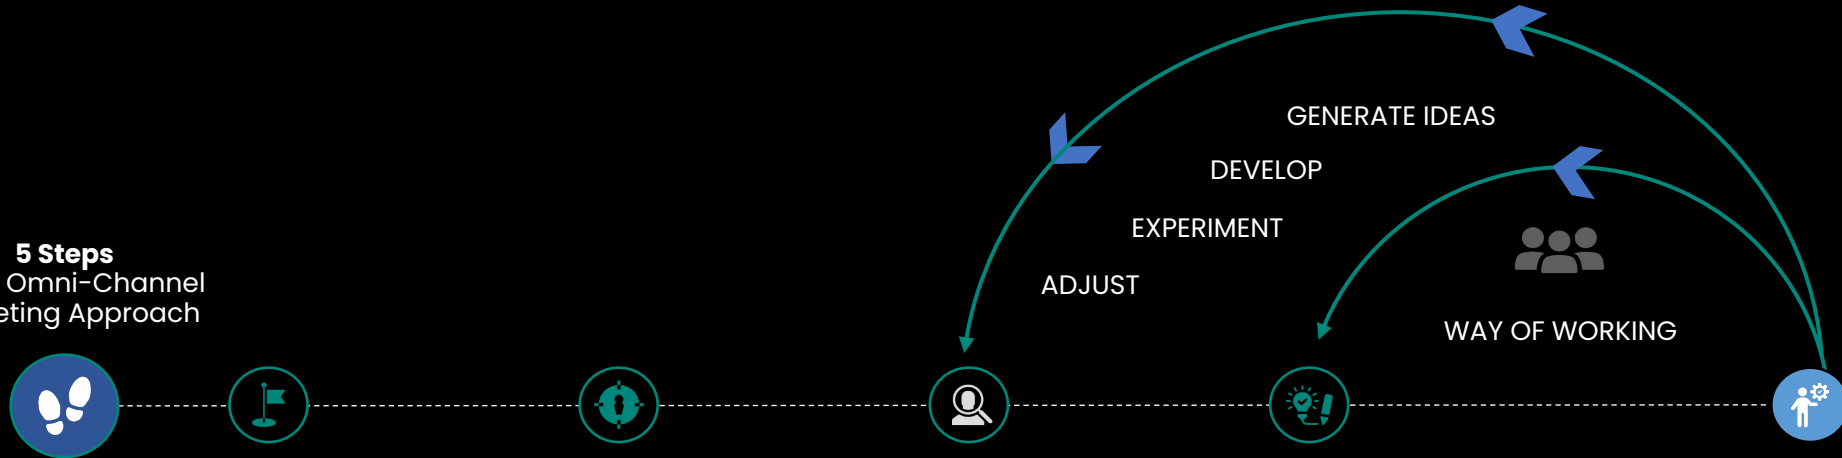 5 Steps
Omni-Channel
eting Approach
GENERATE IDEAS
DEVELOP
EXPERIMENT
ADJUST
WAY OF WORKING